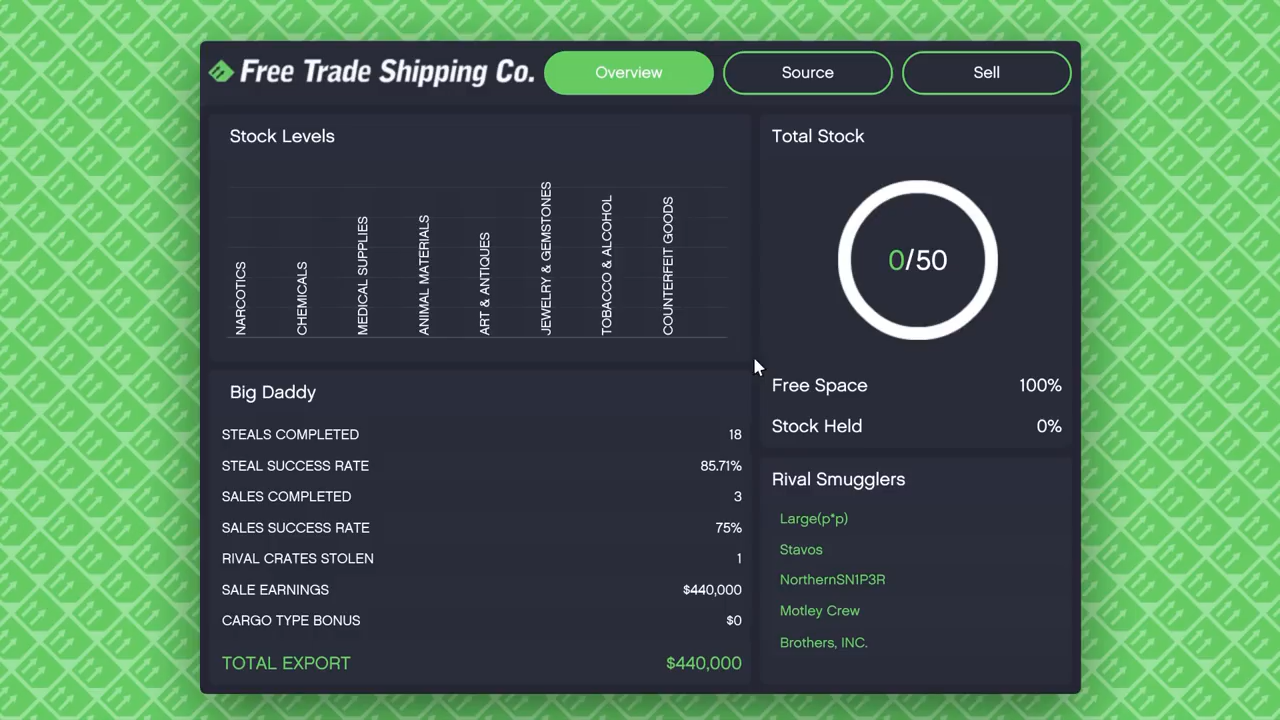 Free Trade Shipping Co.
Overview
Source
Sell
Stock Levels
NARCOTICS
CHEMICALS
MEDICAL SUPPLIES
ANIMAL MATERIALS
ART & ANTIQUES
JEWELRY & GEMSTONES
TOBACCO & ALCOHOL
COUNTERFEIT GOODS
Total Stock
0/50
Free Space 100%
Stock Held 0%
Big Daddy
STEALS COMPLETED 18
STEAL SUCCESS RATE 85.71%
SALES COMPLETED 3
SALES SUCCESS RATE 75%
RIVAL CRATES STOLEN 1
SALE EARNINGS $440,000
CARGO TYPE BONUS $0
TOTAL EXPORT $440,000
Rival Smugglers
Large(p*p)
Stavos
NorthernSN1P3R
Motley Crew
Brothers, INC.